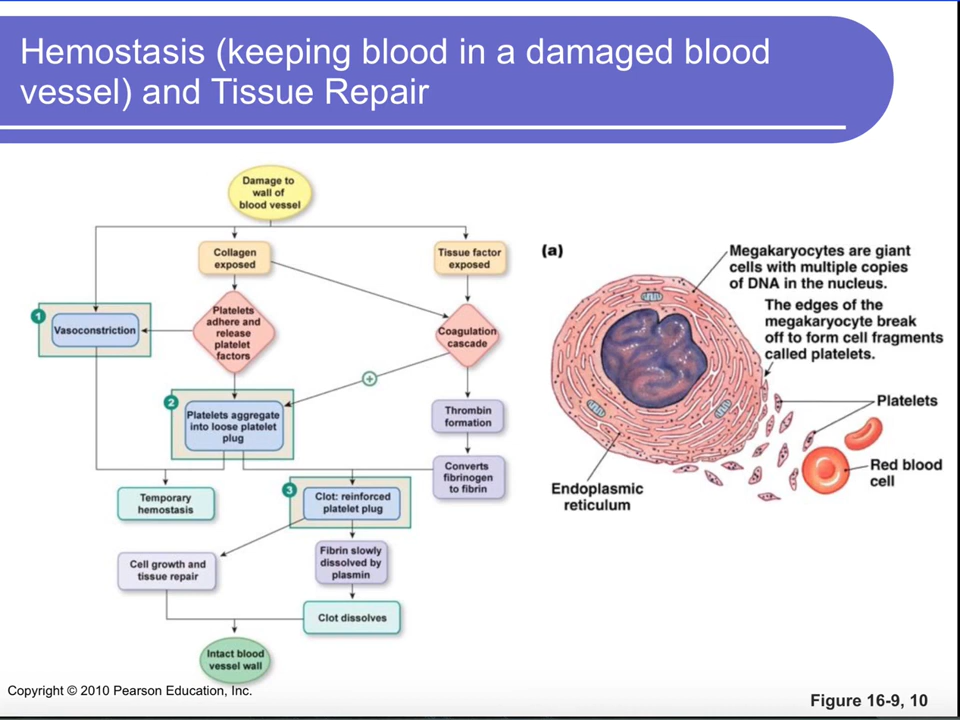 Hemostasis (keeping blood in a damaged blood
vessel) and Tissue Repair
Damage to
wall of
blood vessel
Collagen
exposed
Tissue factor
exposed
1
Vasoconstriction
Platelets
adhere and
release
platelet
factors
Coagulation
cascade
+
2
Platelets aggregate
into loose platelet
plug
Thrombin
formation
Converts
fibrinogen
to fibrin
Temporary
hemostasis
3
Clot: reinforced
platelet plug
Cell growth and
tissue repair
Fibrin slowly
dissolved by
plasmin
Clot dissolves
Intact blood
vessel wall
(a)
Megakaryocytes are giant
cells with multiple copies
of DNA in the nucleus.
The edges of the
megakaryocyte break
off to form cell fragments
called platelets.
Platelets
Red blood
cell
Endoplasmic
reticulum
Copyright © 2010 Pearson Education, Inc.
Figure 16-9, 10